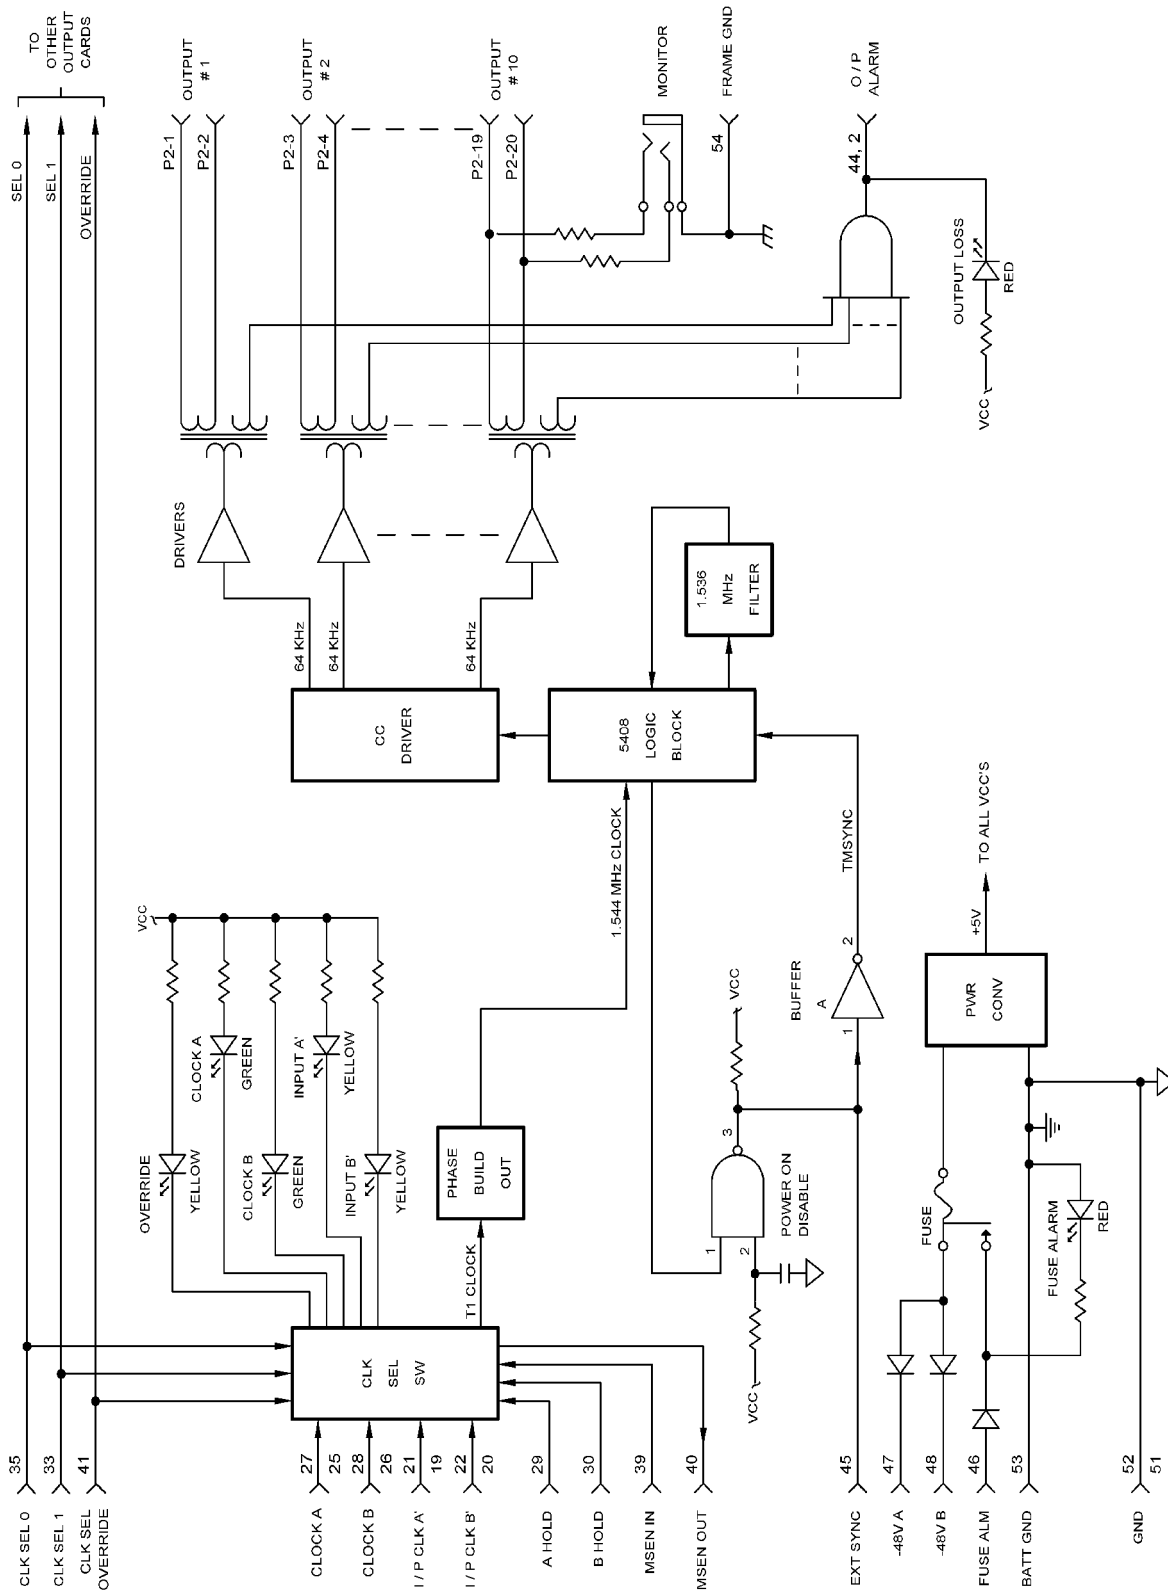 TO
OTHER
OUTPUT
CARDS
SEL 0
SEL 1
OVERRIDE
OUTPUT
# 1
P2-1
P2-2
OUTPUT
# 2
P2-3
P2-4
OUTPUT
# 10
P2-19
P2-20
MONITOR
FRAME GND
54
O / P
ALARM
44, 2
OUTPUT LOSS
RED
VCC
DRIVERS
64 KHz
64 KHz
64 KHz
CC
DRIVER
5408
LOGIC
BLOCK
1.536
MHz
FILTER
1.544 MHz CLOCK
TMSYNC
VCC
OVERRIDE
YELLOW
CLOCK A
GREEN
CLOCK B
GREEN
INPUT A'
YELLOW
INPUT B'
YELLOW
PHASE
BUILD
OUT
T1 CLOCK
CLK
SEL
SW
VCC
3
1
2
POWER ON
DISABLE
VCC
BUFFER
A
1
2
TO ALL VCC'S
+5V
PWR
CONV
FUSE
FUSE ALARM
RED
35
CLK SEL 0
33
CLK SEL 1
41
CLK SEL
OVERRIDE
27
25
CLOCK A
28
26
CLOCK B
21
19
I / P CLK A'
22
20
I / P CLK B'
29
A HOLD
30
B HOLD
39
MSEN IN
40
MSEN OUT
45
EXT SYNC
47
-48V A
48
-48V B
46
FUSE ALM
53
BATT GND
52
51
GND